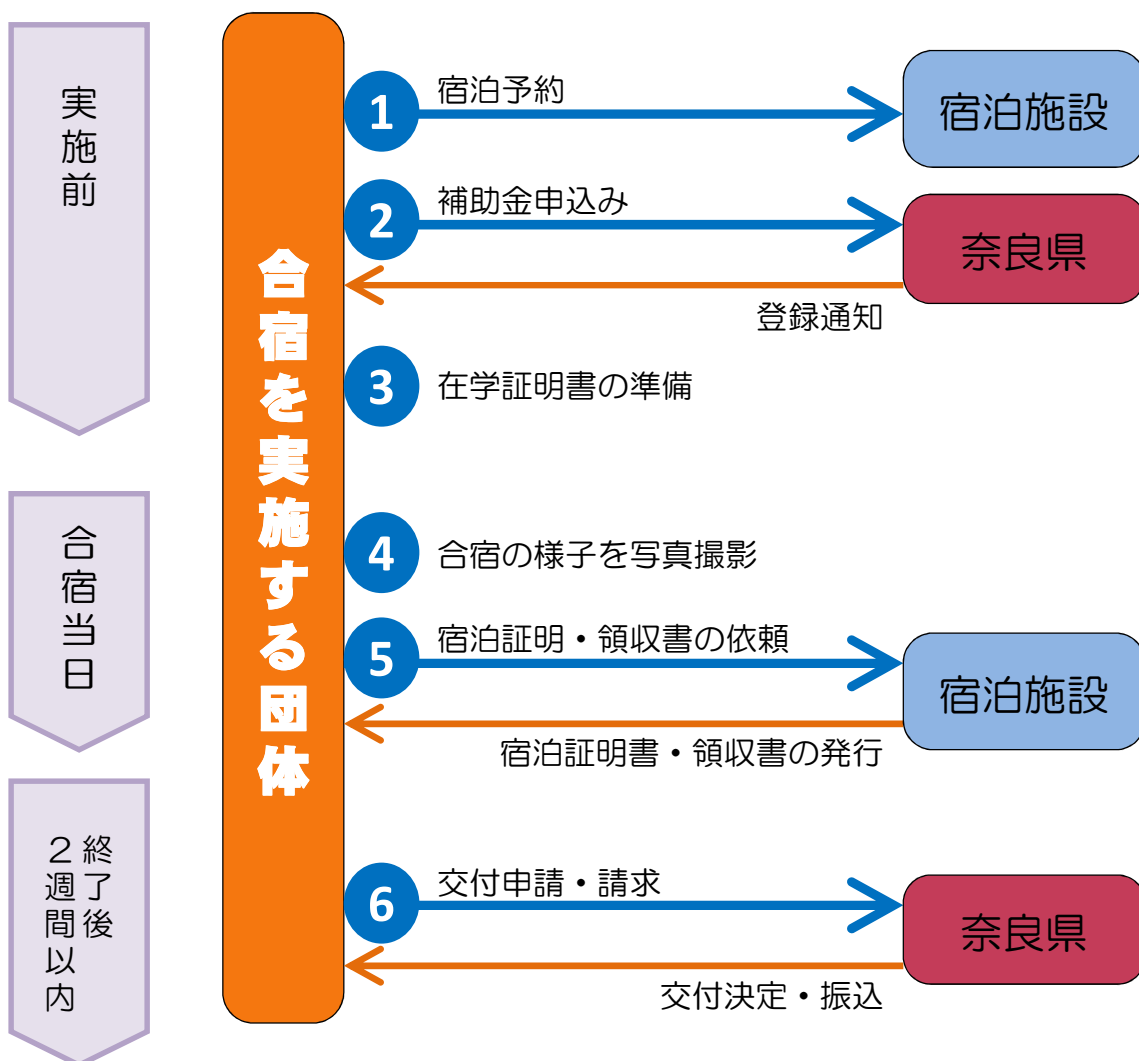 実施前
合宿を実施する団体
1
宿泊予約
宿泊施設
2
補助金申込み
奈良県
登録通知
3
在学証明書の準備
合宿当日
4
合宿の様子を写真撮影
5
宿泊証明・領収書の依頼
宿泊施設
宿泊証明書・領収書の発行
終了後
２週間以内
6
交付申請・請求
奈良県
交付決定・振込